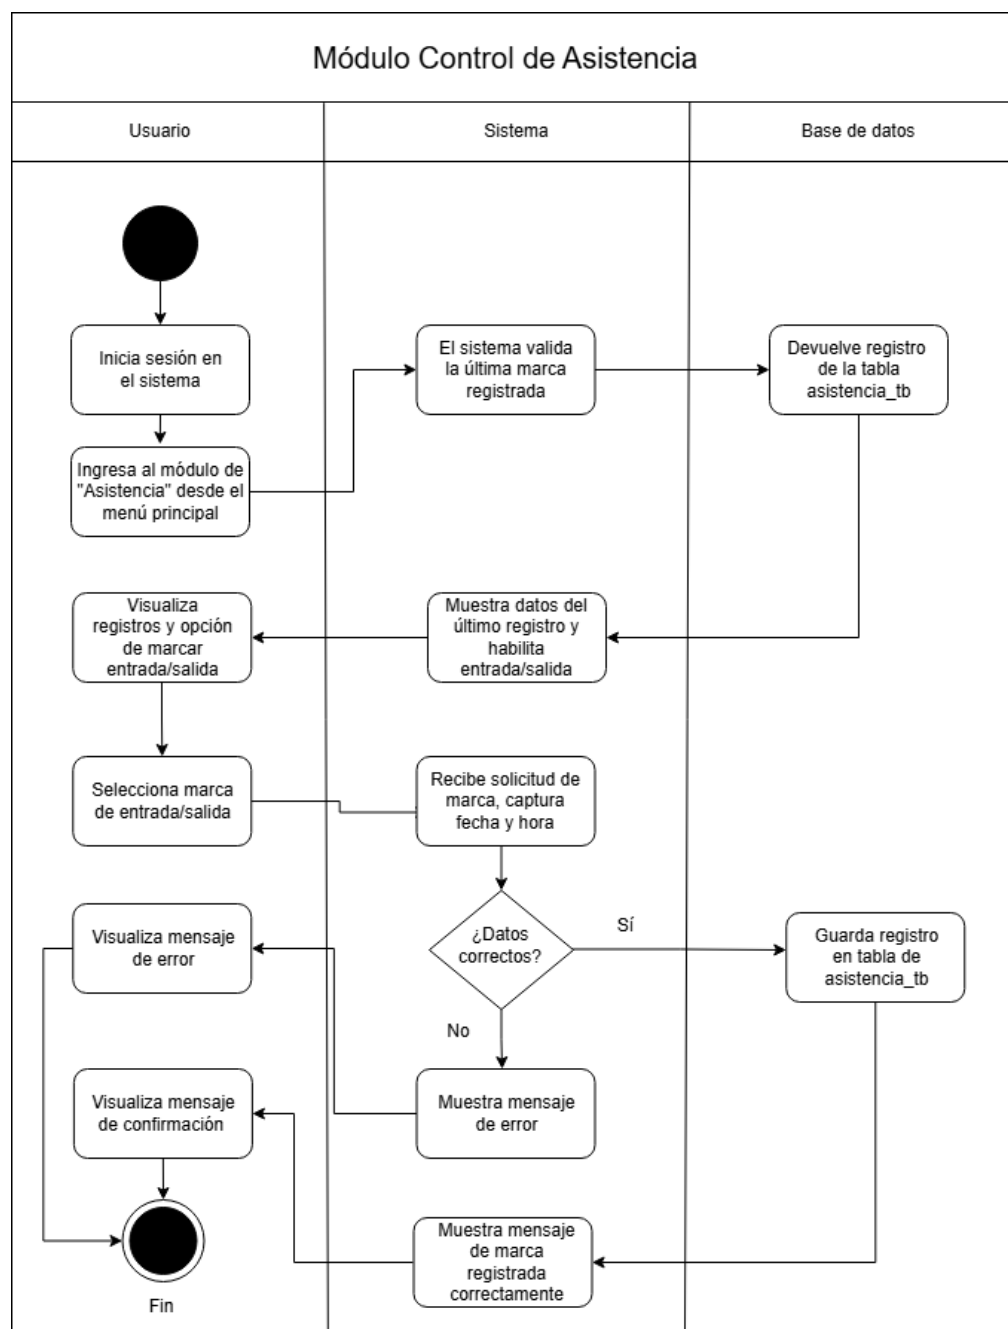 Módulo Control de Asistencia
Usuario
Sistema
Base de datos
Inicia sesión en
el sistema
El sistema valida
la última marca
registrada
Devuelve registro
de la tabla
asistencia_tb
Ingresa al módulo de
"Asistencia" desde el
menú principal
Visualiza
registros y opción
de marcar
entrada/salida
Muestra datos del
último registro y
habilita
entrada/salida
Selecciona marca
de entrada/salida
Recibe solicitud de
marca, captura
fecha y hora
Visualiza mensaje
de error
¿Datos
correctos?
Sí
Guarda registro
en tabla de
asistencia_tb
No
Visualiza mensaje
de confirmación
Muestra mensaje
de error
Muestra mensaje
de marca
registrada
correctamente
Fin